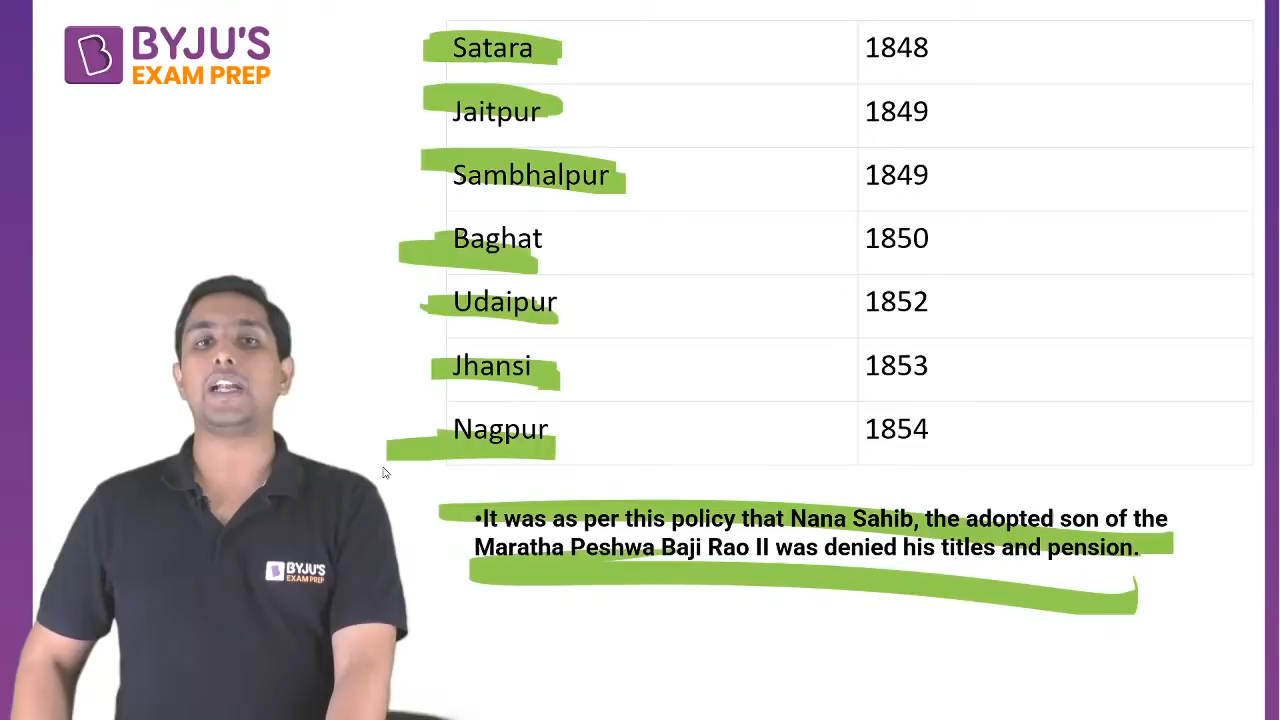 BYJU'S
EXAM PREP
Satara 1848
Jaitpur 1849
Sambhalpur 1849
Baghat 1850
Udaipur 1852
Jhansi 1853
Nagpur 1854
•It was as per this policy that Nana Sahib, the adopted son of the
Maratha Peshwa Baji Rao II was denied his titles and pension.
BYJU'S
EXAM PREP